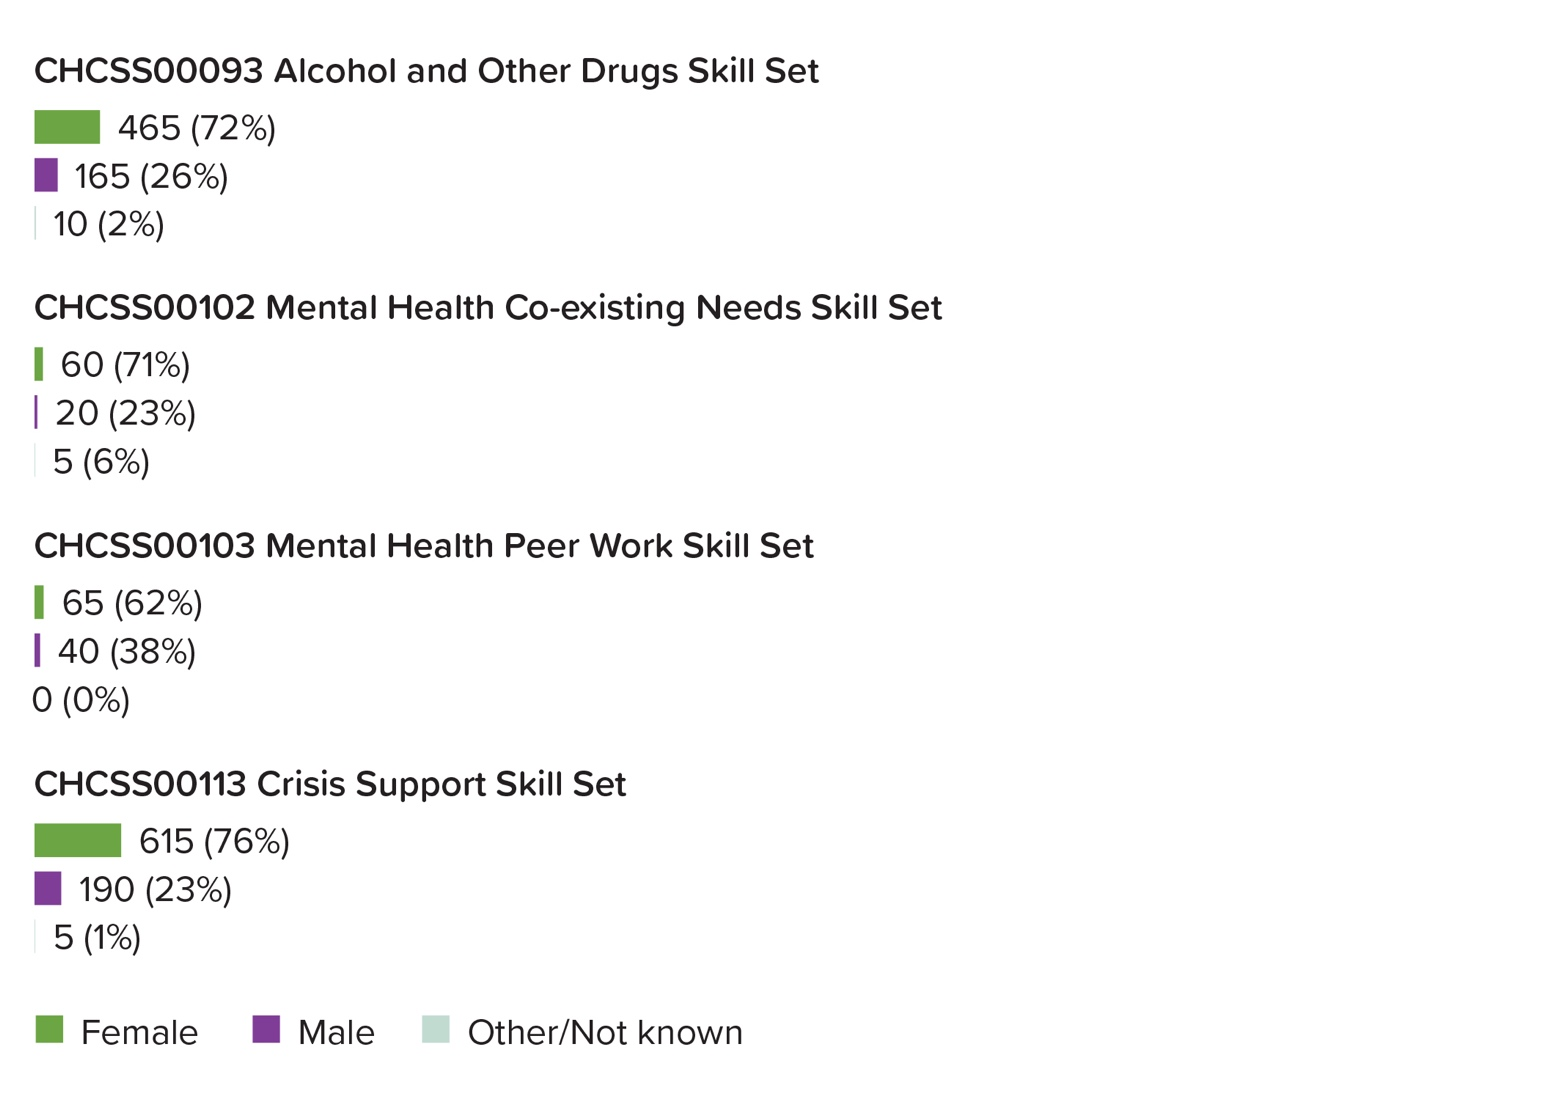 CHCSS00093 Alcohol and Other Drugs Skill Set
465 (72%)
165 (26%)
10 (2%)
CHCSS00102 Mental Health Co-existing Needs Skill Set
60 (71%)
20 (23%)
5 (6%)
CHCSS00103 Mental Health Peer Work Skill Set
65 (62%)
40 (38%)
0 (0%)
CHCSS00113 Crisis Support Skill Set
615 (76%)
190 (23%)
5 (1%)
Female Male Other/Not known